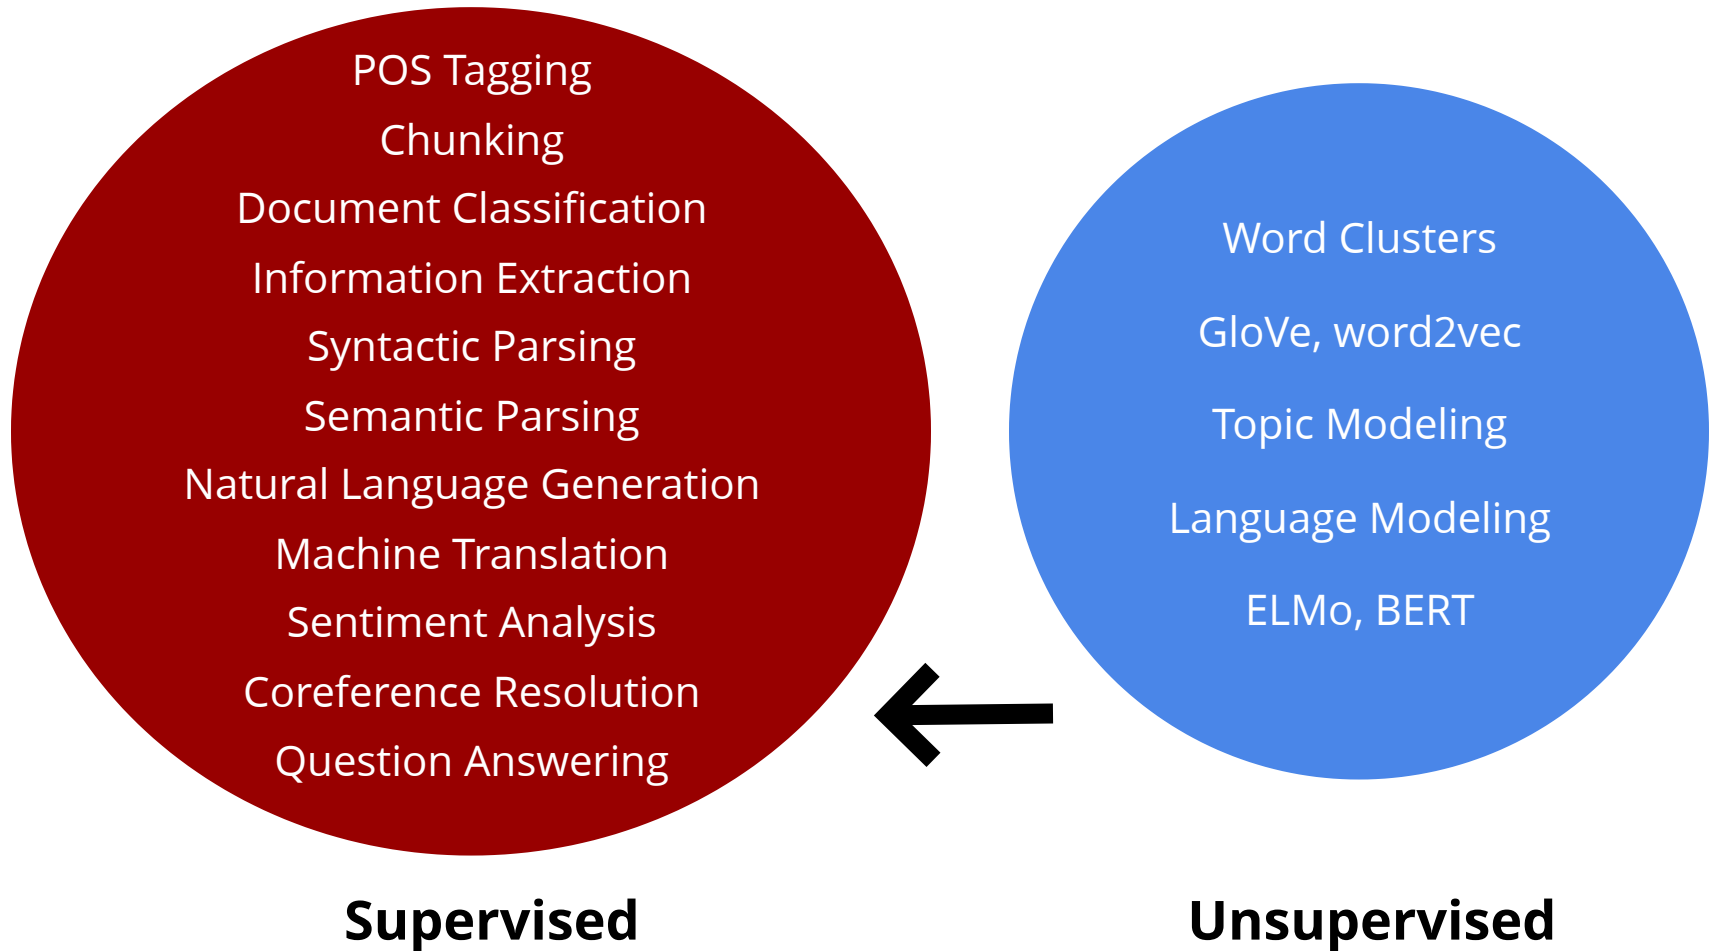 POS Tagging
Chunking
Document Classification
Information Extraction
Syntactic Parsing
Semantic Parsing
Natural Language Generation
Machine Translation
Sentiment Analysis
Coreference Resolution
Question Answering
Supervised
Word Clusters
GloVe, word2vec
Topic Modeling
Language Modeling
ELMo, BERT
Unsupervised